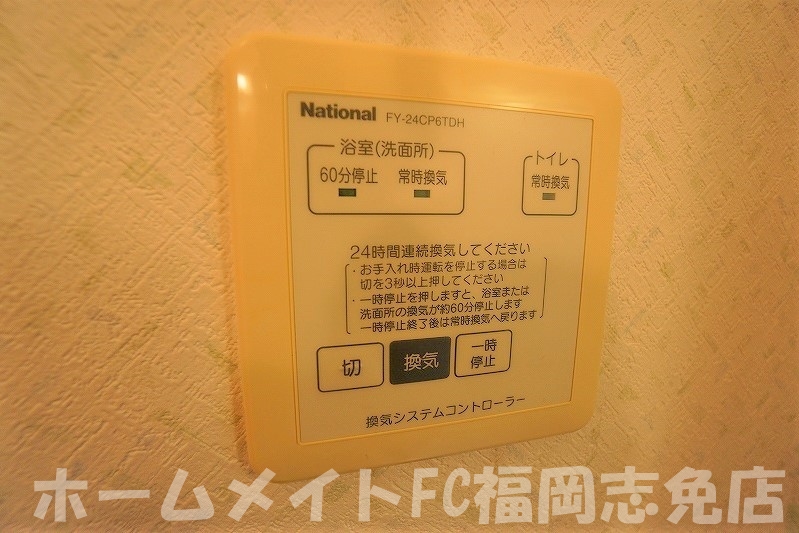 National FY-24CP6TDH
浴室(洗面所)
60分停止 常時換気
トイレ
常時換気
24時間連続換気してください
・お手入れ時運転を停止する場合は
切を3秒以上押してください
・一時停止を押しますと、浴室または
洗面所の換気が約60分停止します
一時停止終了後は常時換気へ戻ります
切
換気
一時
停止
換気システムコントローラー
ホームメイトFC福岡志免店